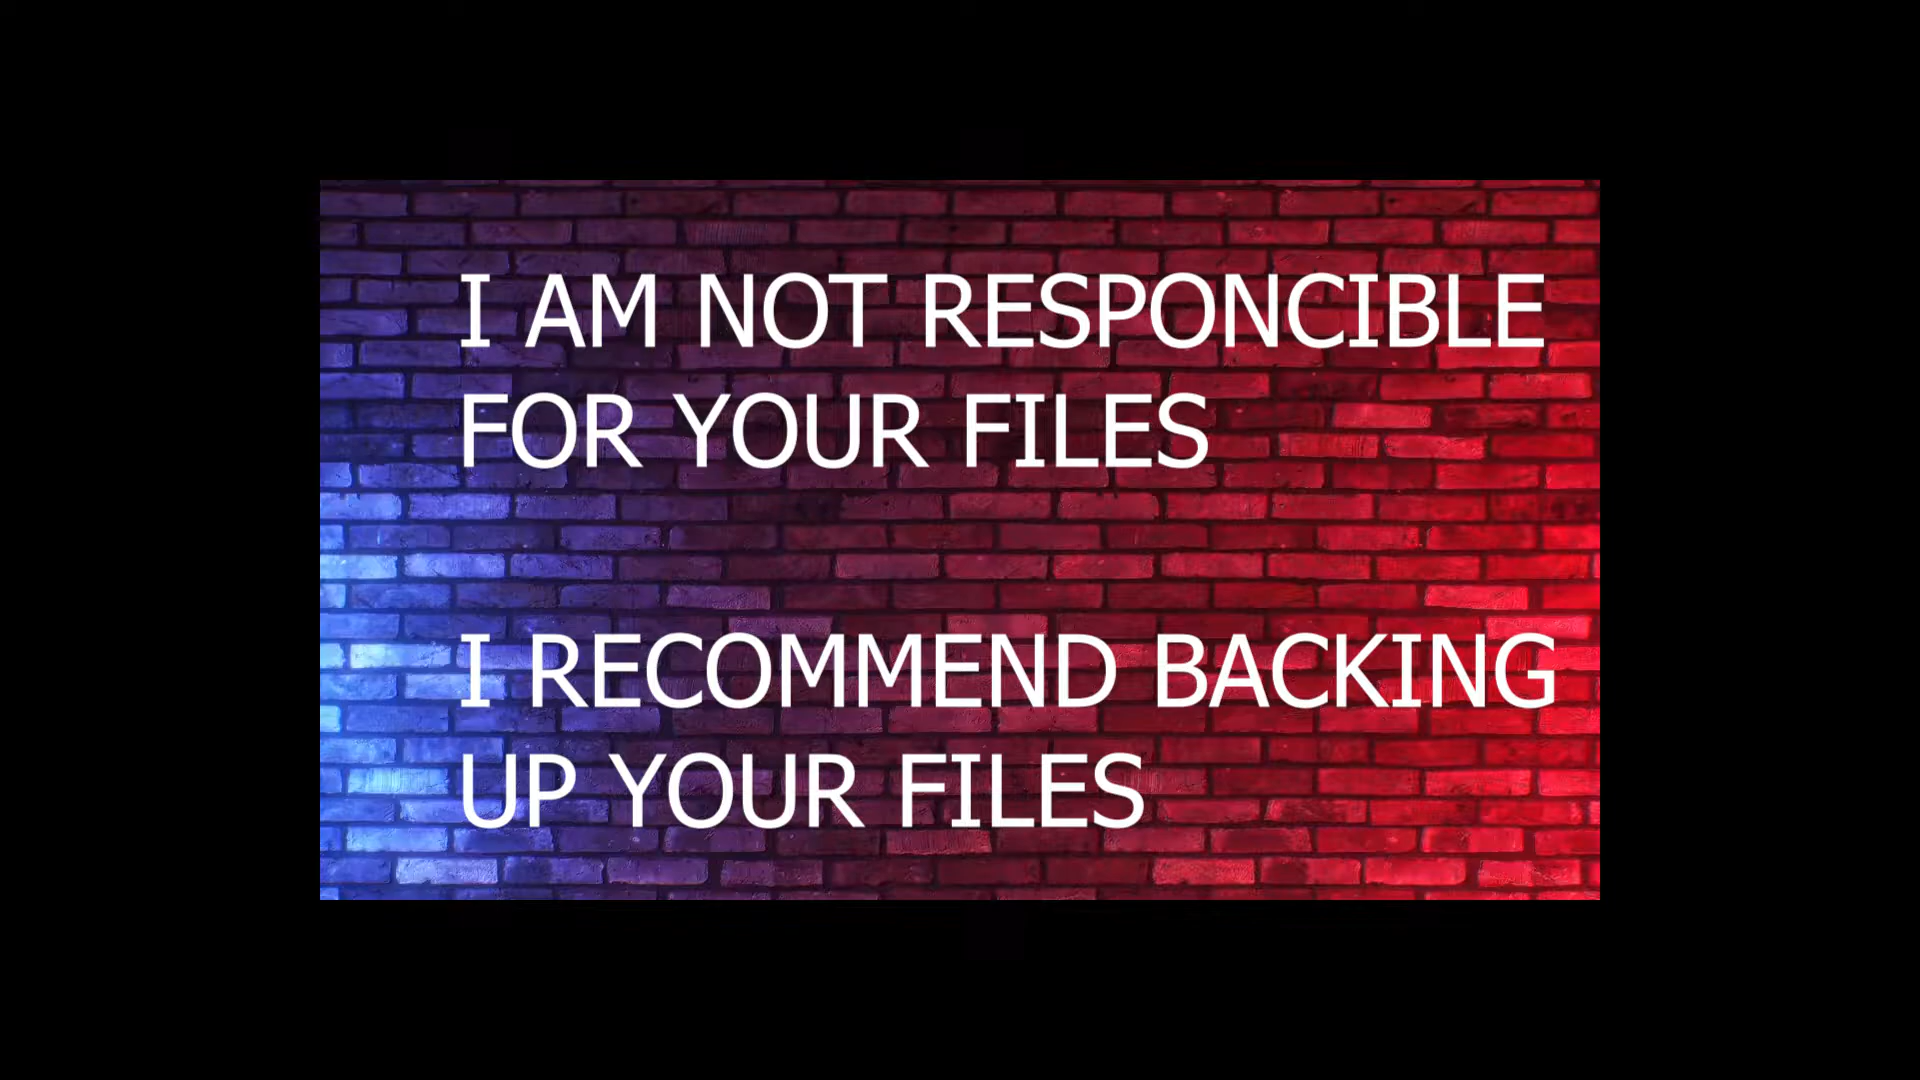 I AM NOT RESPONCIBLE
FOR YOUR FILES
I RECOMMEND BACKING
UP YOUR FILES